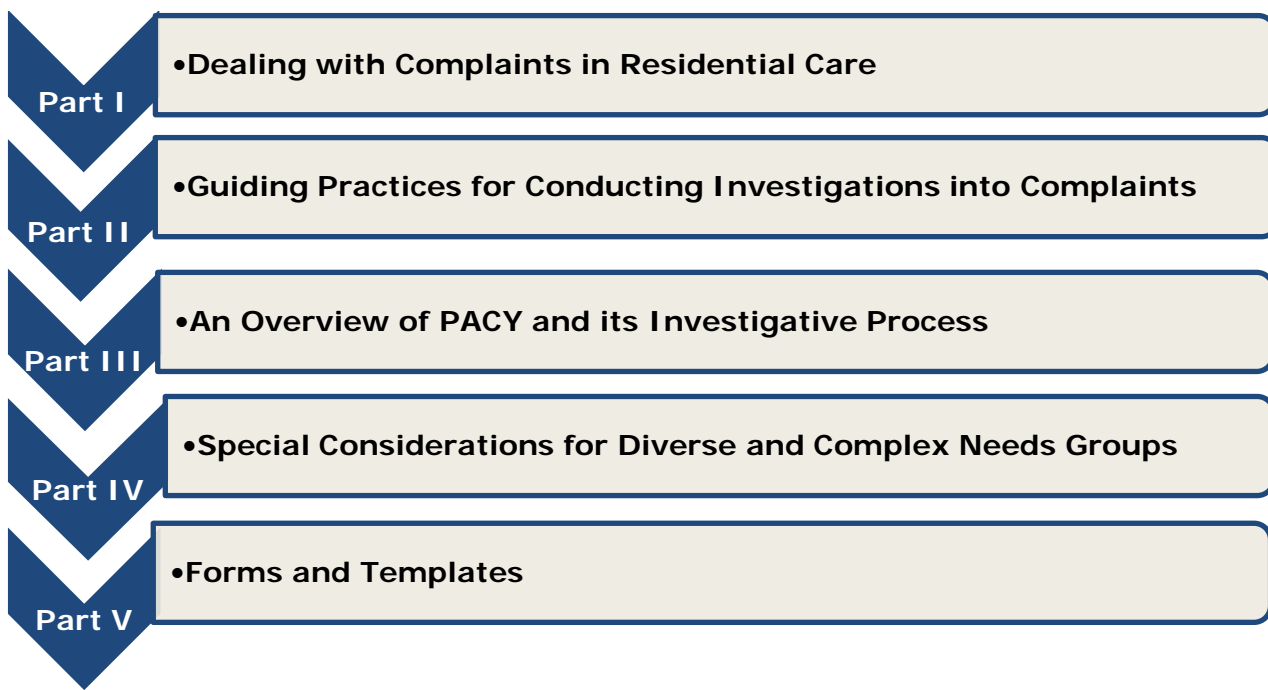 •Dealing with Complaints in Residential Care
Part I
•Guiding Practices for Conducting Investigations into Complaints
Part II
•An Overview of PACY and its Investigative Process
Part III
•Special Considerations for Diverse and Complex Needs Groups
Part IV
•Forms and Templates
Part V